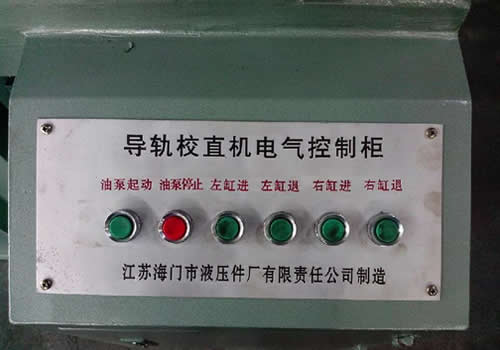 导轨校直机电气控制柜
油泵起动 油泵停止 左缸进 左缸退 右缸进 右缸退
江苏海门市液压件厂有限责任公司制造